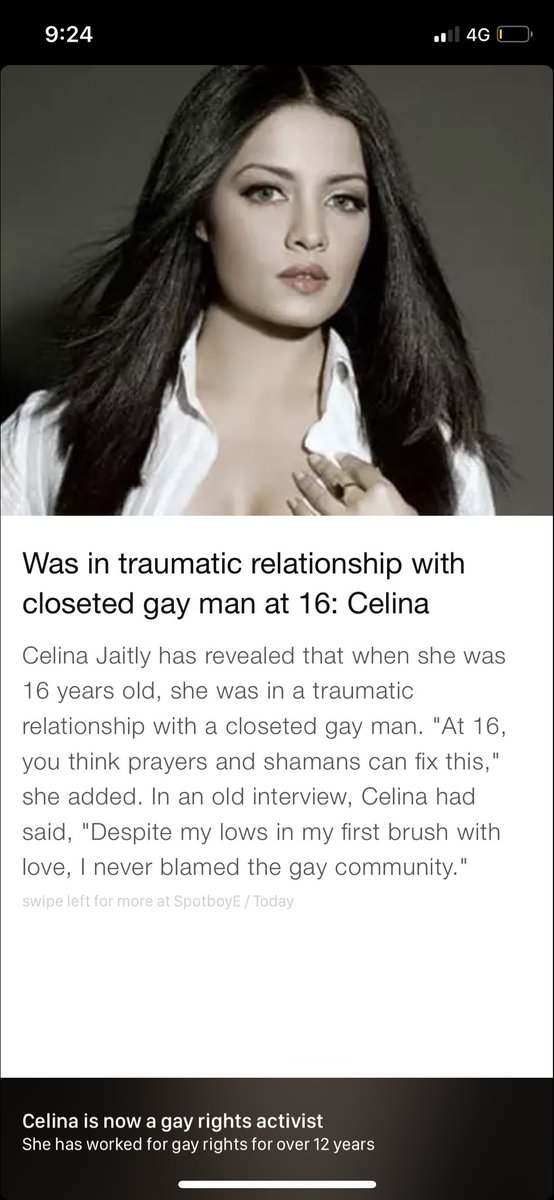 9:24
4G
Was in traumatic relationship with
closeted gay man at 16: Celina
Celina Jaitly has revealed that when she was
16 years old, she was in a traumatic
relationship with a closeted gay man. "At 16,
you think prayers and shamans can fix this,"
she added. In an old interview, Celina had
said, "Despite my lows in my first brush with
love, I never blamed the gay community."
swipe left for more at SpotboyE / Today
Celina is now a gay rights activist
She has worked for gay rights for over 12 years